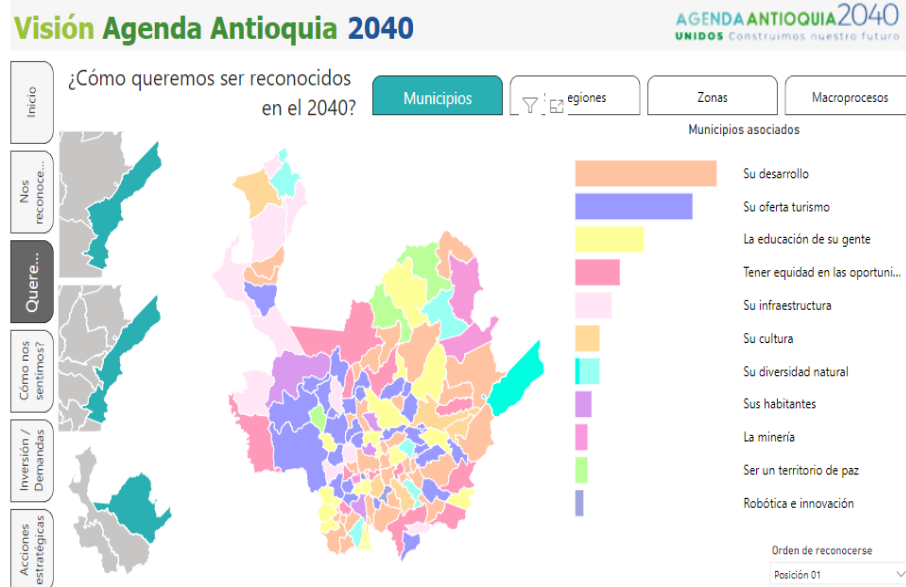 Visión Agenda Antioquia 2040
AGENDA ANTIOQUIA 2040
UNIDOS Construimos nuestro futuro
¿Cómo queremos ser reconocidos
en el 2040?
Municipios
egiones
Zonas
Macroprocesos
Inicio
Nos
reconoce...
Quere...
Cómo nos
sentimos?
Inversión /
Demandas
Acciones
estratégicas
Municipios asociados
Su desarrollo
Su oferta turismo
La educación de su gente
Tener equidad en las oportuni...
Su infraestructura
Su cultura
Su diversidad natural
Sus habitantes
La minería
Ser un territorio de paz
Robótica e innovación
Orden de reconocerse
Posición 01